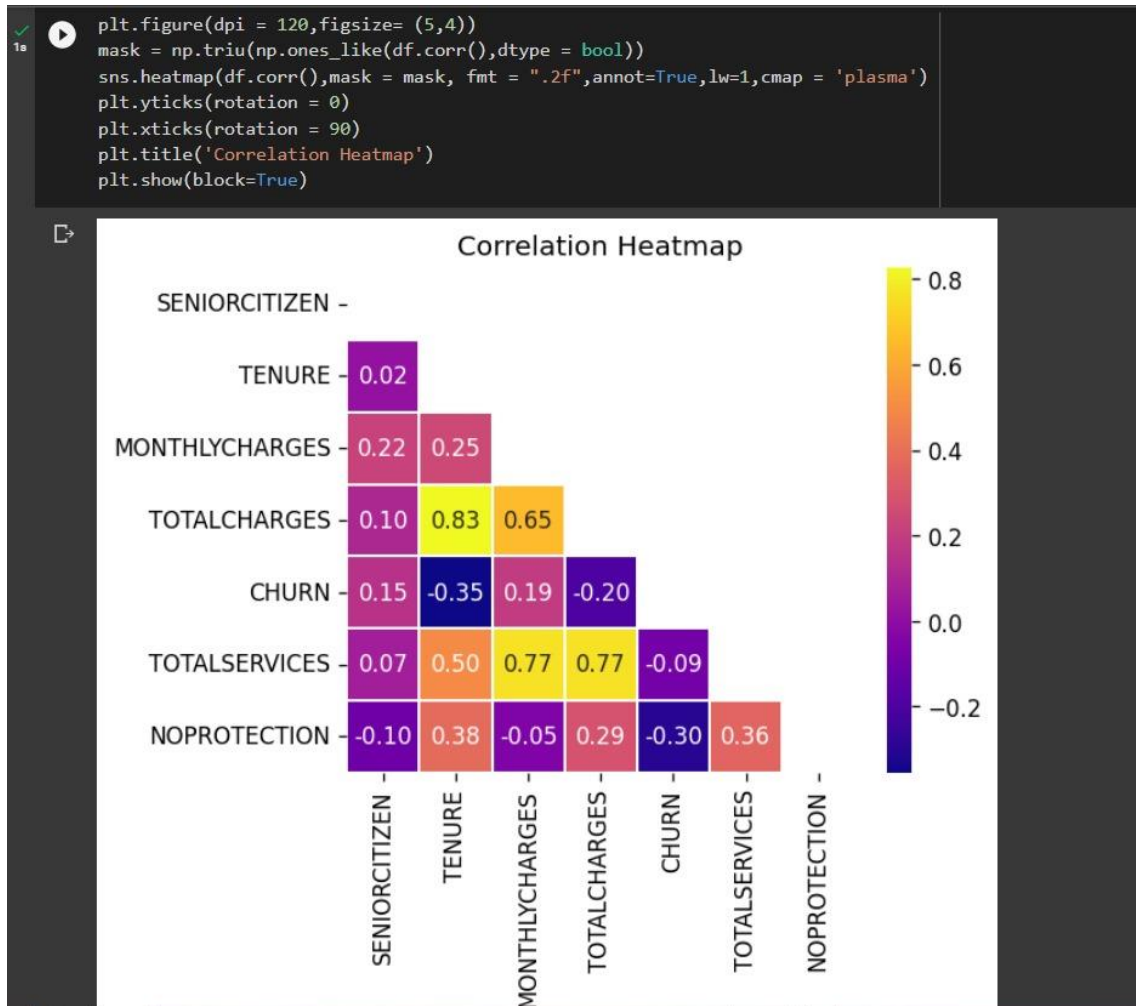 1s
plt.figure(dpi = 120,figsize= (5,4))
mask = np.triu(np.ones_like(df.corr(),dtype = bool))
sns.heatmap(df.corr(),mask = mask, fmt = ".2f",annot=True,lw=1,cmap = 'plasma')
plt.yticks(rotation = 0)
plt.xticks(rotation = 90)
plt.title('Correlation Heatmap')
plt.show(block=True)
Correlation Heatmap
SENIORCITIZEN
TENURE 0.02
MONTHLYCHARGES 0.22 0.25
TOTALCHARGES 0.10 0.83 0.65
CHURN 0.15 -0.35 0.19 -0.20
TOTALSERVICES 0.07 0.50 0.77 0.77 -0.09
NOPROTECTION -0.10 0.38 -0.05 0.29 -0.30 0.36
SENIORCITIZEN
TENURE
MONTHLYCHARGES
TOTALCHARGES
CHURN
TOTALSERVICES
NOPROTECTION
0.8
0.6
0.4
0.2
0.0
−0.2